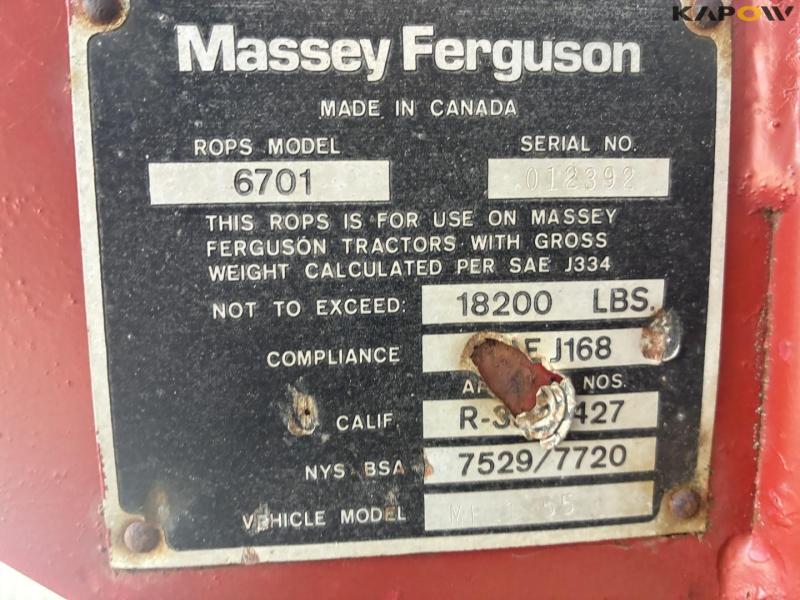 KAPOW
Massey Ferguson
MADE IN CANADA
ROPS MODEL SERIAL NO.
6701 012392
THIS ROPS IS FOR USE ON MASSEY
FERGUSON TRACTORS WITH GROSS
WEIGHT CALCULATED PER SAE J334
NOT TO EXCEED: 18200 LBS.
COMPLIANCE J168
NOS.
CALIF.
NYS BSA 7529/7720
VEHICLE MODEL MF